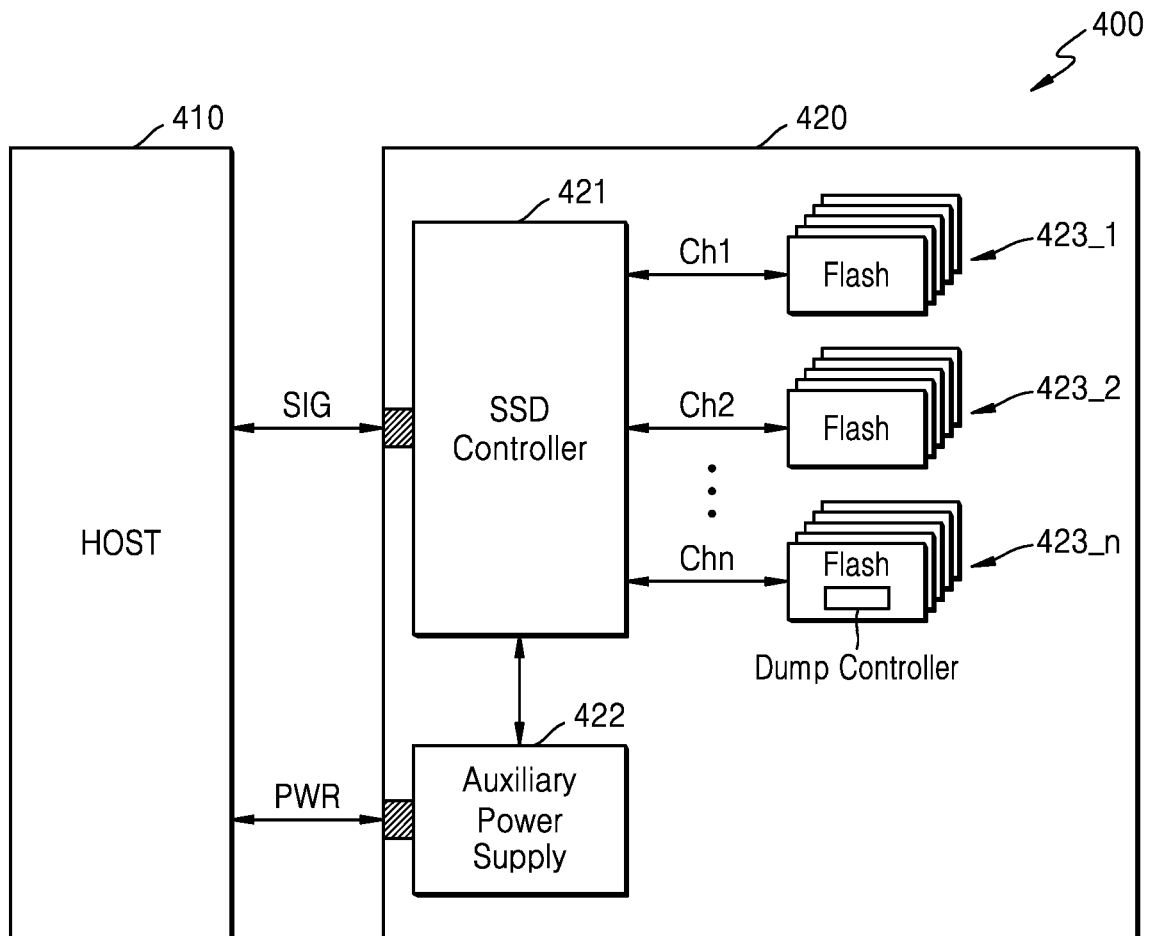 400
410
420
421
Ch1
Flash
423_1
SIG
SSD
Controller
Ch2
Flash
423_2
HOST
Chn
Flash
423_n
Dump Controller
422
PWR
Auxiliary
Power
Supply